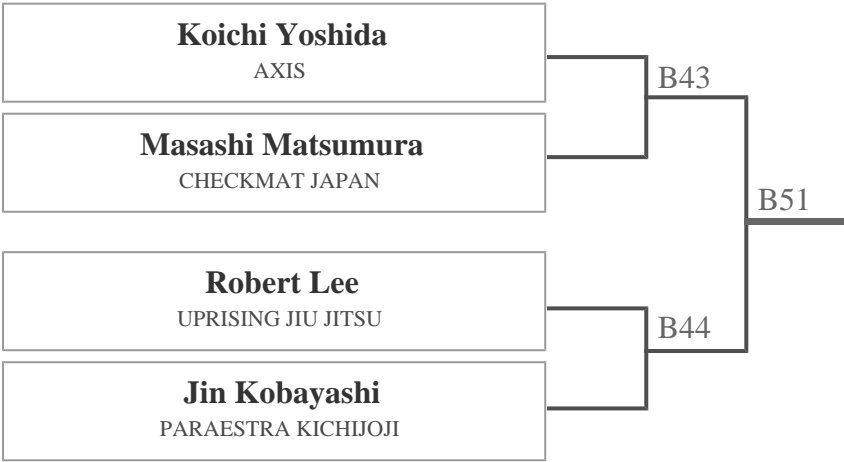 Koichi Yoshida
AXIS
B43
Masashi Matsumura
CHECKMAT JAPAN
B51
Robert Lee
UPRISING JIU JITSU
B44
Jin Kobayashi
PARAESTRA KICHIJOJI